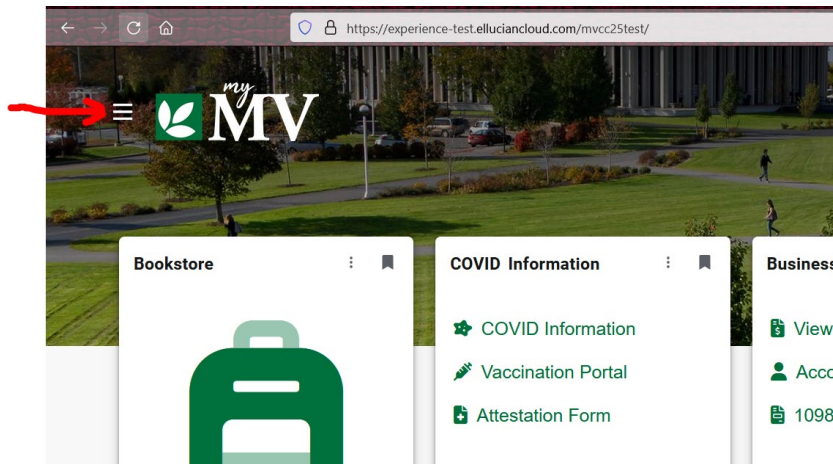 https://experience-test.elluciancloud.com/mvcc25test/
my
MV
Bookstore
COVID Information
COVID Information
Vaccination Portal
Attestation Form
Business
View
Acco
1098